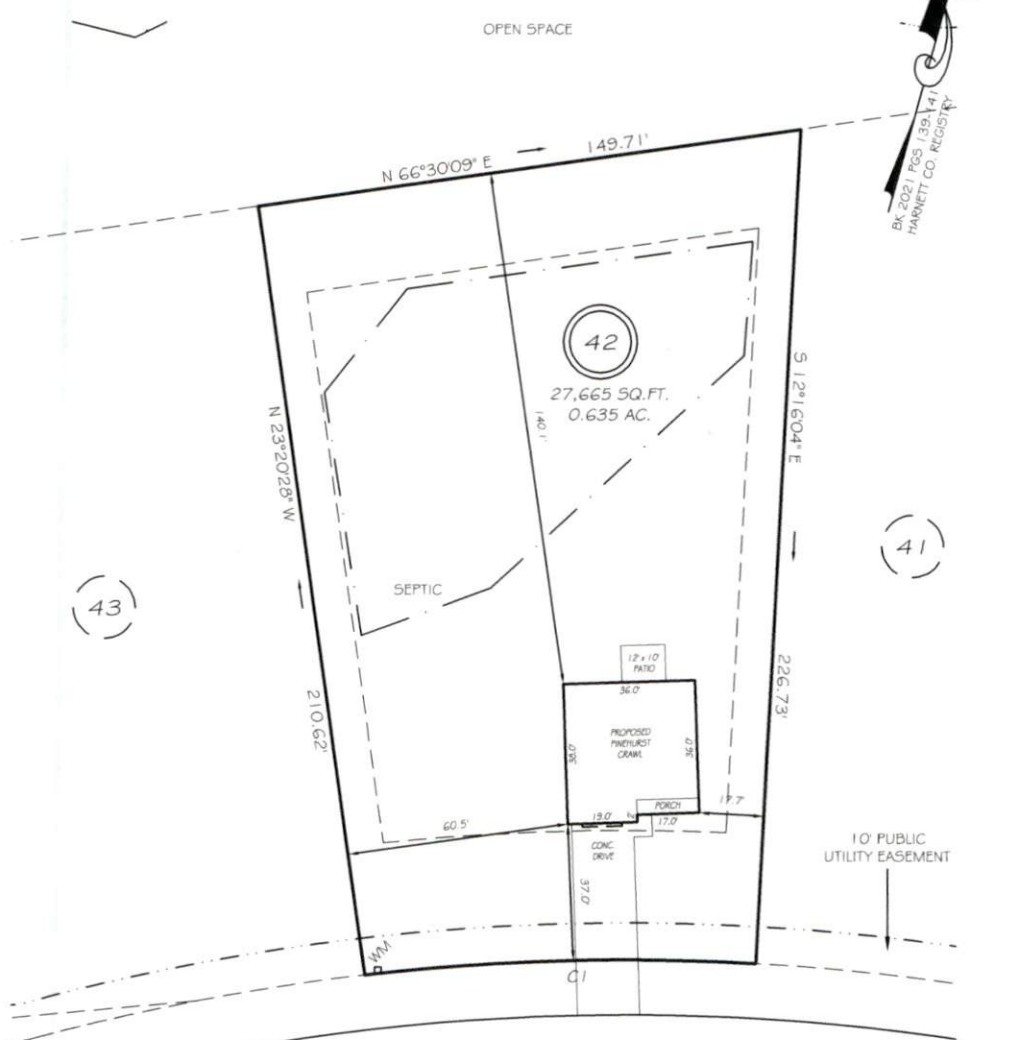 OPEN SPACE
BK 2021 PGS 139-141
HARNETT CO. REGISTRY
N 66°30'09" E
149.71'
42
27,665 SQ.FT.
0.635 AC.
140.1'
S 12°16'04" E
N 23°20'28" W
41
43
SEPTIC
12' x 10'
PATIO
36.0'
226.73'
210.62'
PROPOSED
PINEHURST
CRAWL
38.0'
36.0'
PORCH
17.7'
19.0'
17.0'
60.5'
CONC.
DRIVE
37.0'
10' PUBLIC
UTILITY EASEMENT
WM
C1